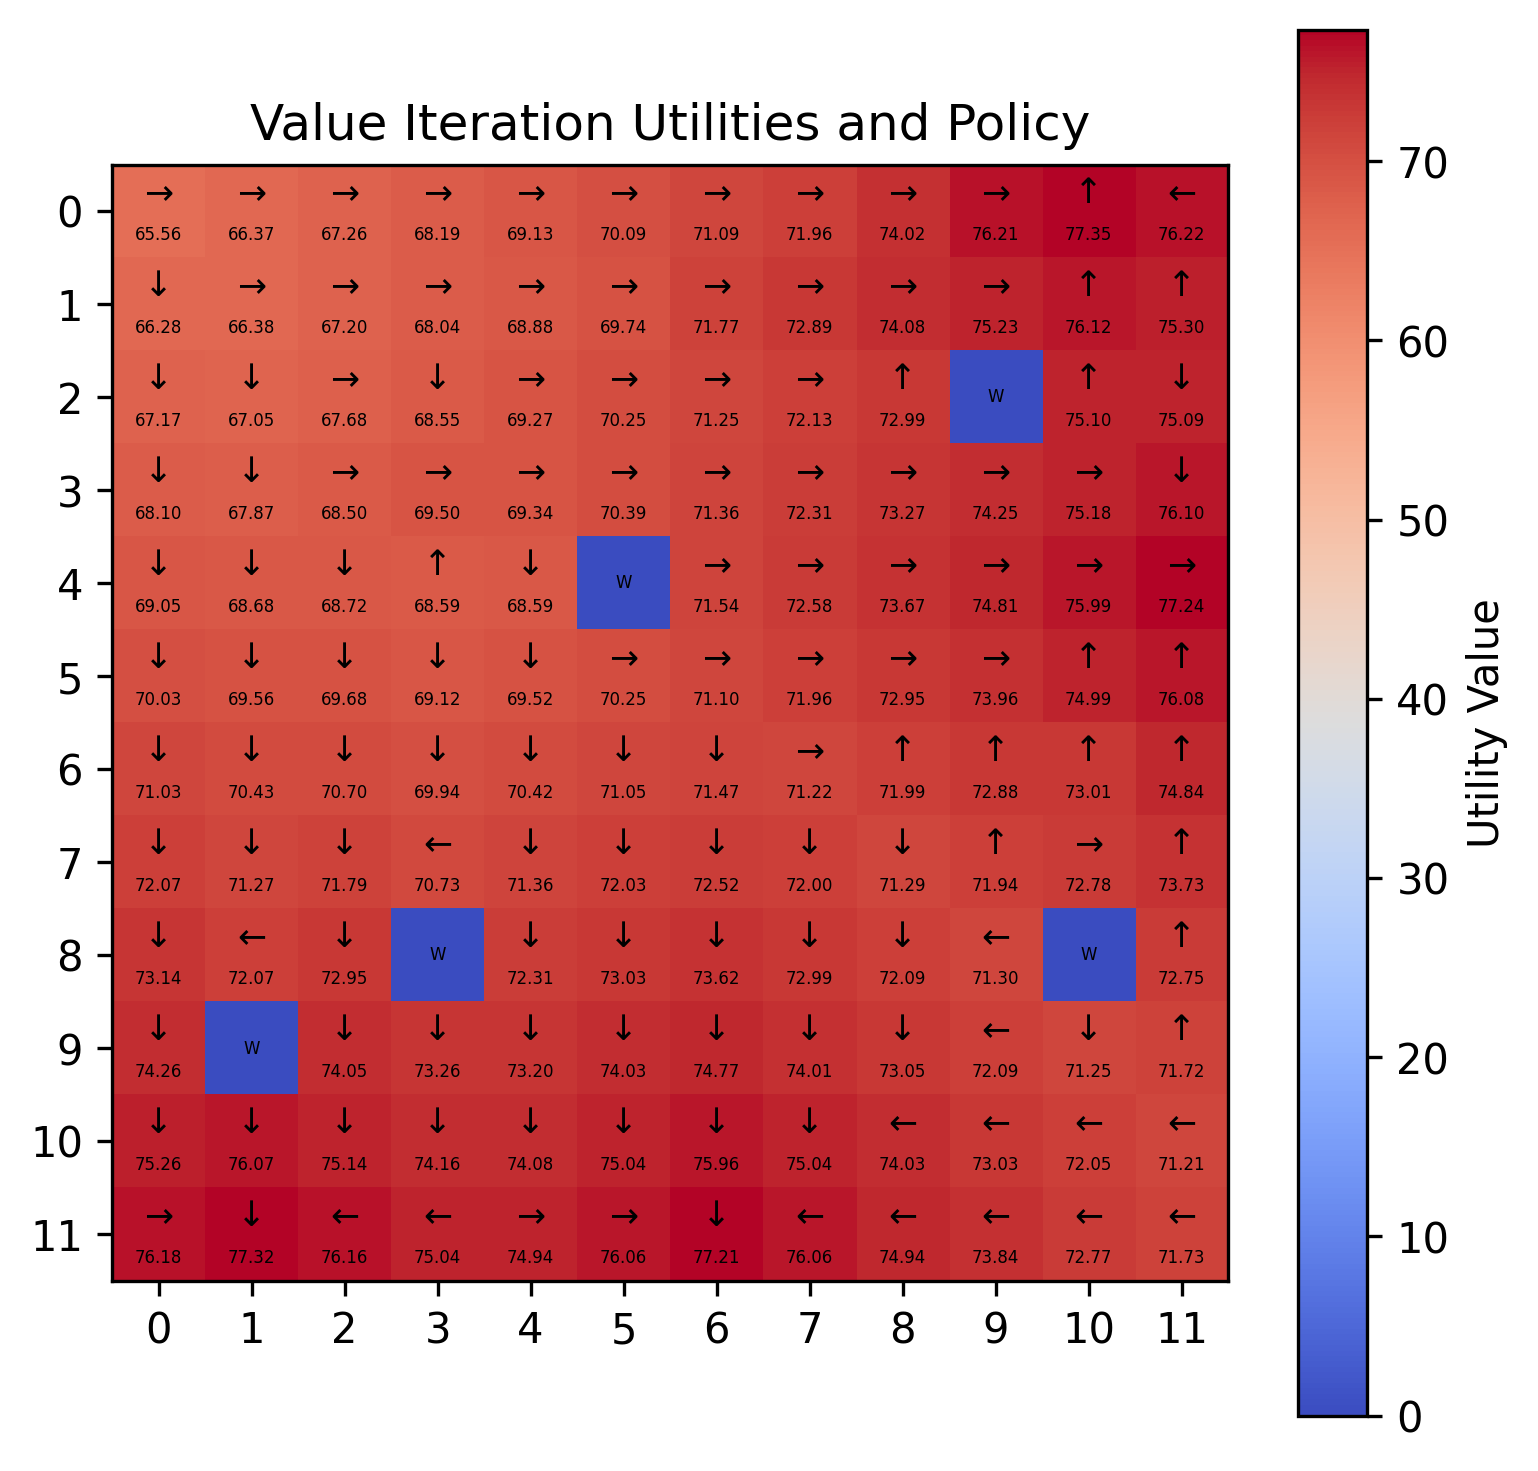 Value Iteration Utilities and Policy
0 → → → → → → → → → → ↑ ←
65.56 66.37 67.26 68.19 69.13 70.09 71.09 71.96 74.02 76.21 77.35 76.22
1 ↓ → → → → → → → → → ↑ ↑
66.28 66.38 67.20 68.04 68.88 69.74 71.77 72.89 74.08 75.23 76.12 75.30
2 ↓ ↓ → ↓ → → → → ↑ W ↑ ↓
67.17 67.05 67.68 68.55 69.27 70.25 71.25 72.13 72.99 75.10 75.09
3 ↓ ↓ → → → → → → → → → ↓
68.10 67.87 68.50 69.50 69.34 70.39 71.36 72.31 73.27 74.25 75.18 76.10
4 ↓ ↓ ↓ ↑ ↓ W → → → → → →
69.05 68.68 68.72 68.59 68.59 71.54 72.58 73.67 74.81 75.99 77.24
5 ↓ ↓ ↓ ↓ ↓ → → → → → ↑ ↑
70.03 69.56 69.68 69.12 69.52 70.25 71.10 71.96 72.95 73.96 74.99 76.08
6 ↓ ↓ ↓ ↓ ↓ ↓ ↓ → ↑ ↑ ↑ ↑
71.03 70.43 70.70 69.94 70.42 71.05 71.47 71.22 71.99 72.88 73.01 74.84
7 ↓ ↓ ↓ ← ↓ ↓ ↓ ↓ ↓ ↑ → ↑
72.07 71.27 71.79 70.73 71.36 72.03 72.52 72.00 71.29 71.94 72.78 73.73
8 ↓ ← ↓ W ↓ ↓ ↓ ↓ ↓ ← W ↑
73.14 72.07 72.95 72.31 73.03 73.62 72.99 72.09 71.30 72.75
9 ↓ W ↓ ↓ ↓ ↓ ↓ ↓ ↓ ← ↓ ↑
74.26 74.05 73.26 73.20 74.03 74.77 74.01 73.05 72.09 71.25 71.72
10 ↓ ↓ ↓ ↓ ↓ ↓ ↓ ↓ ← ← ← ←
75.26 76.07 75.14 74.16 74.08 75.04 75.96 75.04 74.03 73.03 72.05 71.21
11 → ↓ ← ← → → ↓ ← ← ← ← ←
76.18 77.32 76.16 75.04 74.94 76.06 77.21 76.06 74.94 73.84 72.77 71.73
0 1 2 3 4 5 6 7 8 9 10 11
70
60
50
40
30
20
10
0
Utility Value